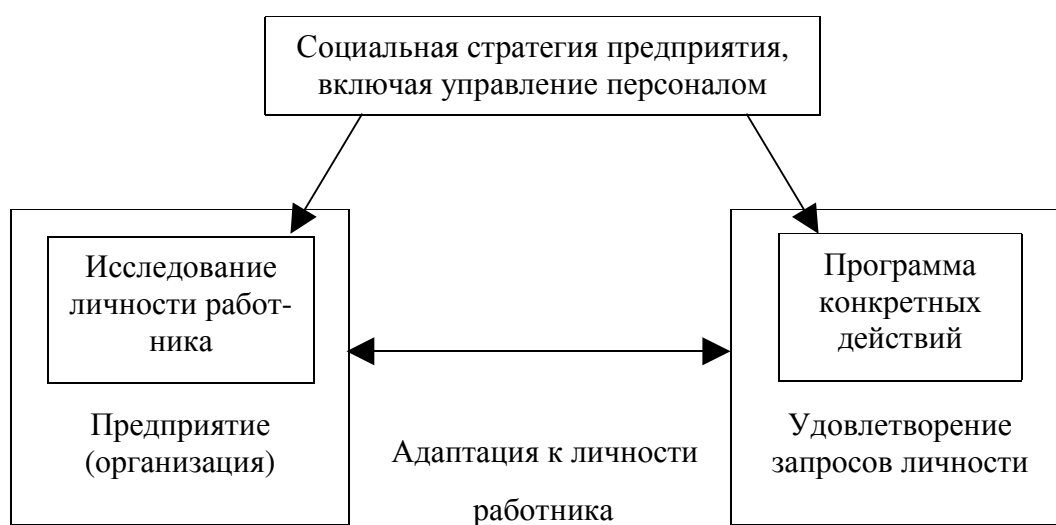 Социальная стратегия предприятия,
включая управление персоналом
Исследование
личности работ-
ника
Предприятие
(организация)
Адаптация к личности
работника
Программа
конкретных
действий
Удовлетворение
запросов личности